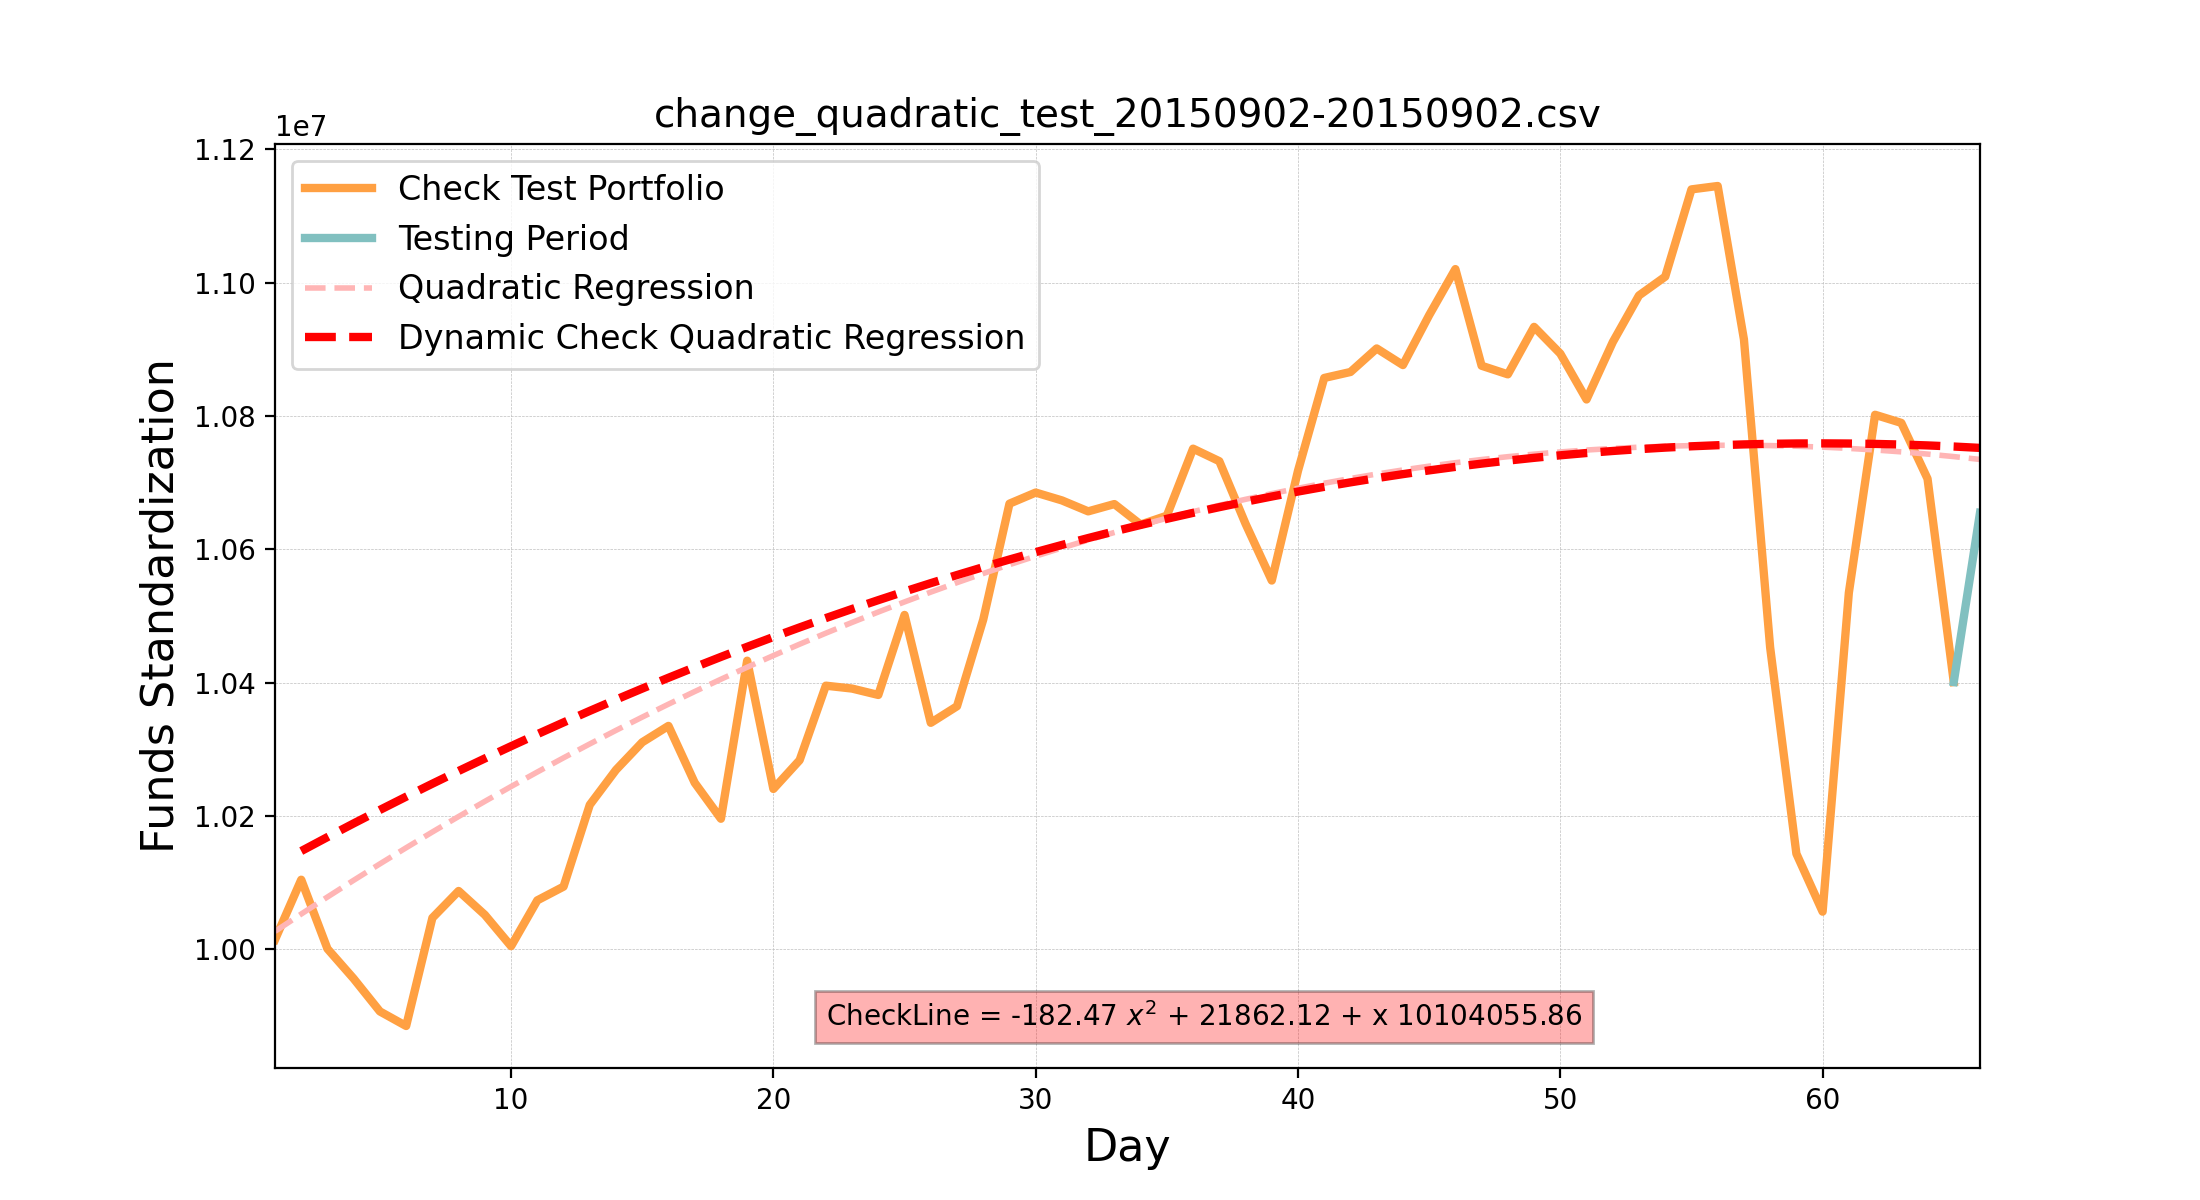 change_quadratic_test_20150902-20150902.csv
1e7
1.12
1.10
1.08
1.06
1.04
1.02
1.00
Funds Standardization
Check Test Portfolio
Testing Period
Quadratic Regression
Dynamic Check Quadratic Regression
CheckLine = -182.47 x² + 21862.12 + x 10104055.86
10 20 30 40 50 60
Day